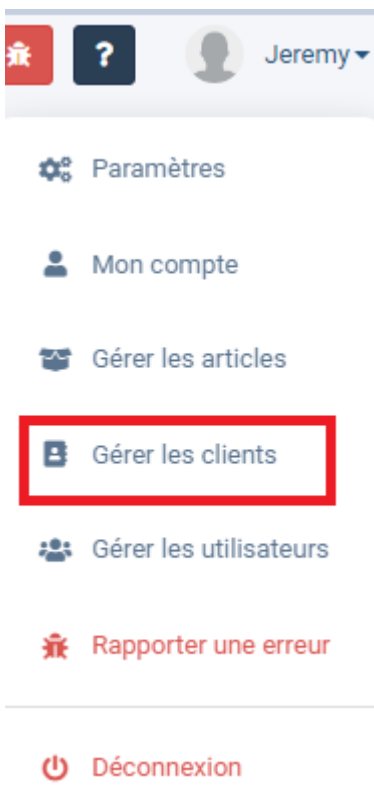 ?
Jeremy
Paramètres
Mon compte
Gérer les articles
Gérer les clients
Gérer les utilisateurs
Rapporter une erreur
Déconnexion